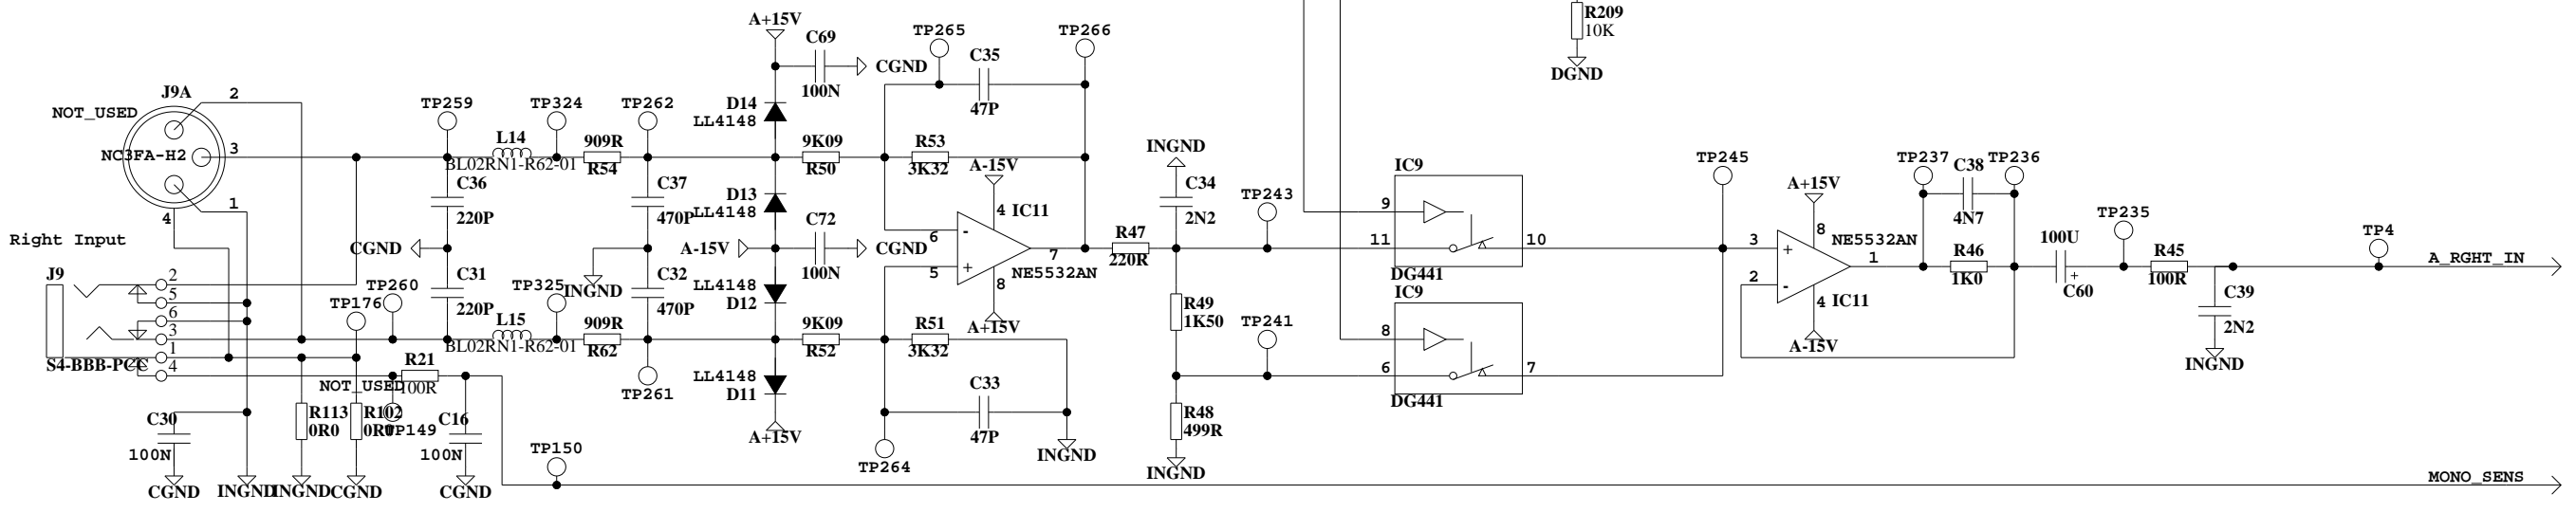 A+15V
C69
CGND
100N
TP265
C35
47P
TP266
R209
10K
DGND
J9A
NOT_USED
NC3FA-H2
2
3
1
4
TP259
TP324
TP262
L14
BL02RN1-R62-01
909R
R54
D14
LL4148
9K09
R50
R53
3K32
A-15V
C36
220P
C37
470P
D13
LL4148
4
IC11
INGND
C34
2N2
TP243
IC9
9
11
10
DG441
TP245
TP237
C38
TP236
4N7
A+15V
8
TP235
TP4
Right Input
CGND
A-15V
C72
CGND
100N
6
-
5
+
7
NE5532AN
8
A+15V
R47
220R
3
+
2
-
NE5532AN
1
4
IC11
A-15V
R46
1K0
100U
+
C60
R45
100R
A_RGHT_IN
C39
2N2
INGND
J9
2
5
6
3
1
4
S4-BBB-PCC
TP260
TP176
C31
220P
TP325
INGND
C32
470P
LL4148
D12
L15
BL02RN1-R62-01
909R
R62
9K09
R52
R51
3K32
R49
1K50
TP241
IC9
8
6
7
DG441
R21
100R
NOT_USED
TP261
LL4148
D11
A+15V
C33
47P
TP264
INGND
R48
499R
INGND
C30
100N
CGND
INGND
R113
0R0
INGND
R102
0R0
CGND
TP149
C16
100N
CGND
TP150
MONO_SENS